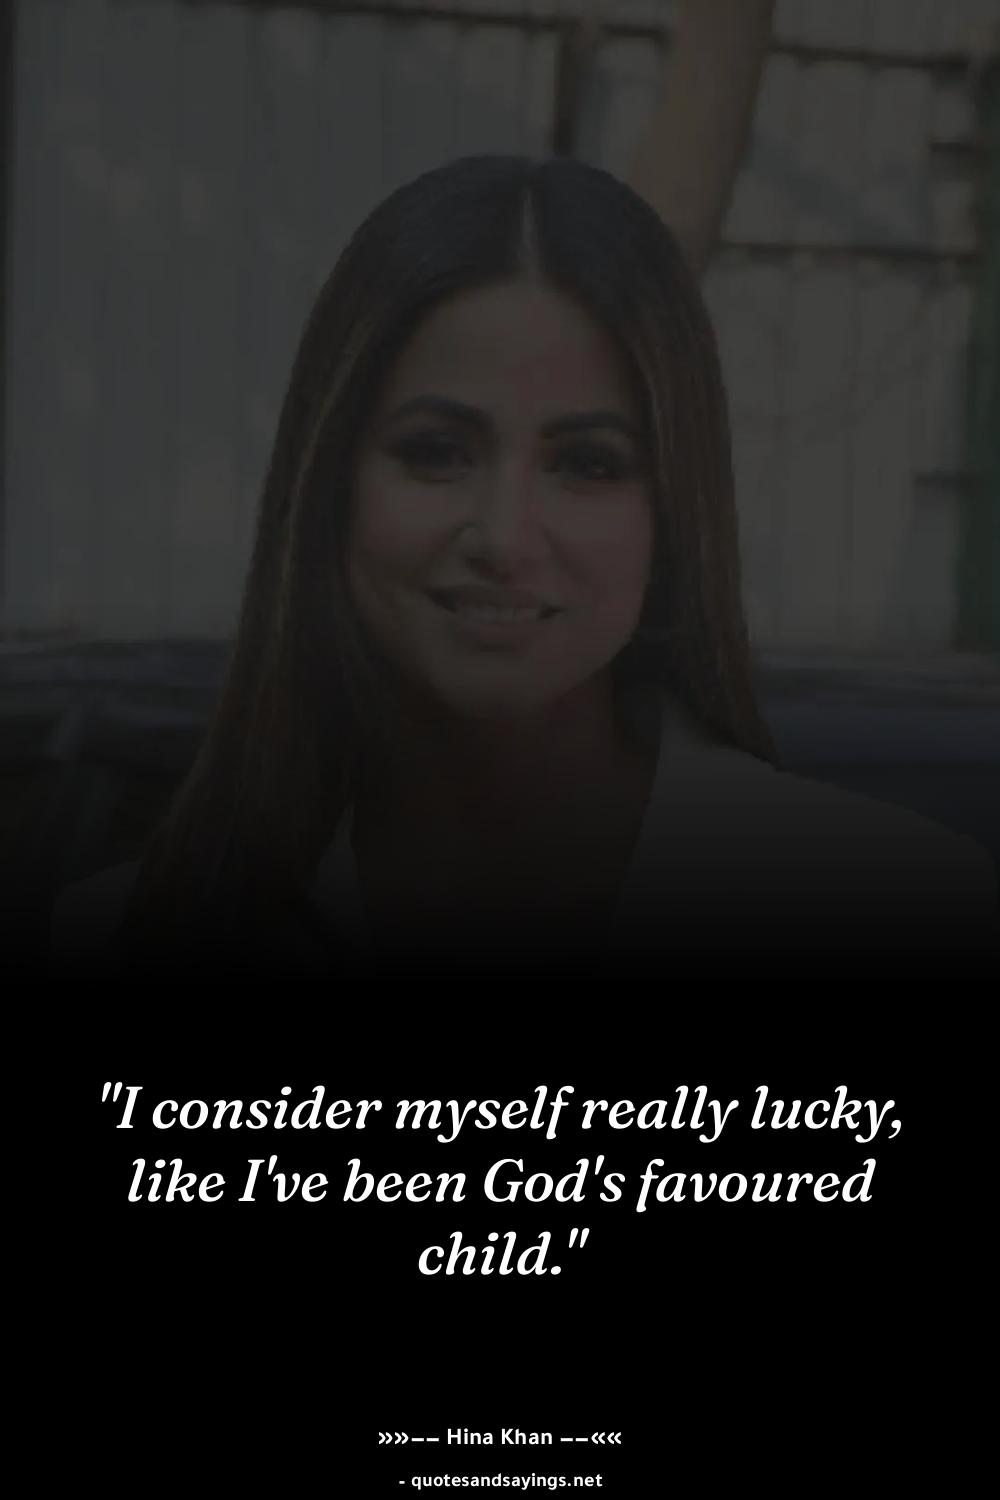 "I consider myself really lucky,
like I've been God's favoured
child."
»»–– Hina Khan ––««
- quotesandsayings.net